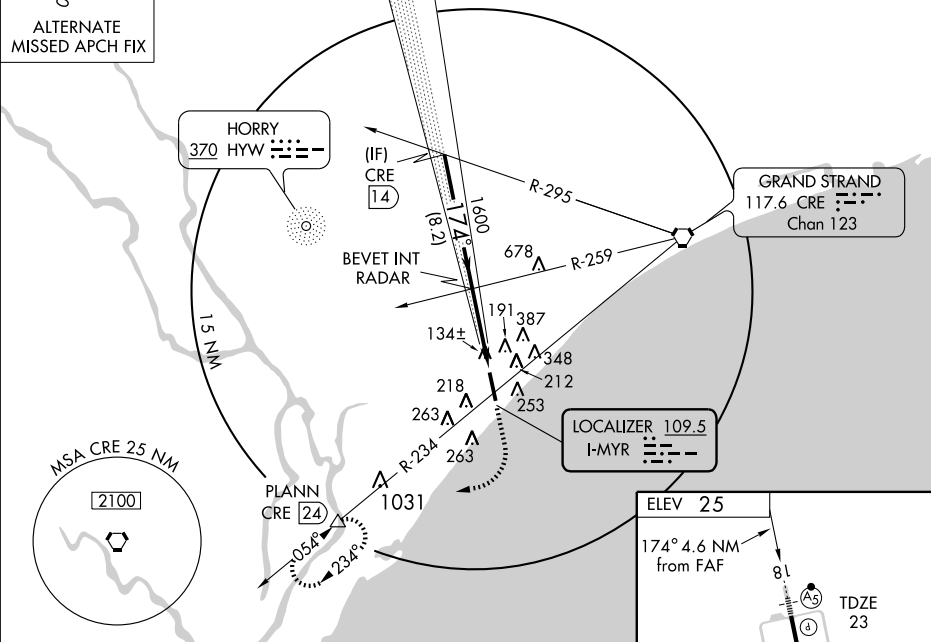 ALTERNATE
MISSED APCH FIX
HORRY
370 HYW
(IF)
CRE
14
R-295
GRAND STRAND
117.6 CRE
Chan 123
1600
174°
(8.2)
BEVET INT
RADAR
678
R-259
15 NM
134±
191
387
348
212
218
253
263
263
R-234
LOCALIZER 109.5
I-MYR
MSA CRE 25 NM
2100
PLANN
CRE 24
1031
054°
234°
ELEV 25
174° 4.6 NM
from FAF
18
A5
TDZE
23